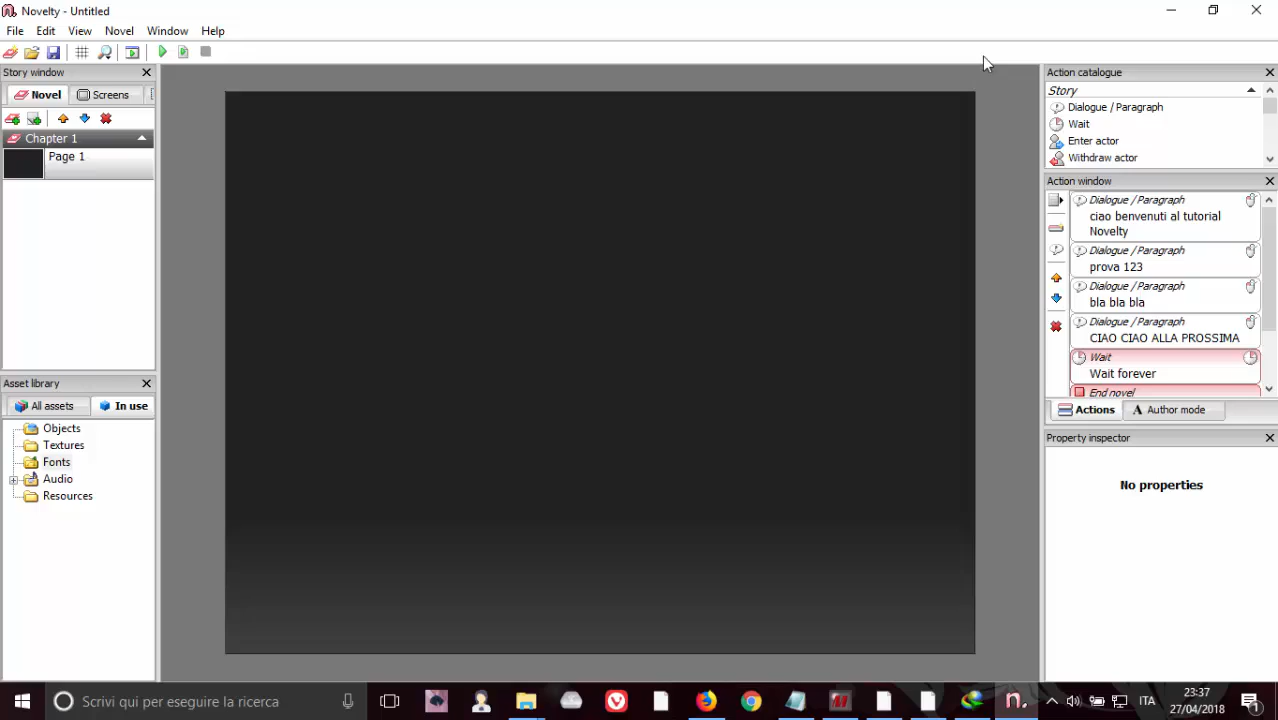 Novelty - Untitled
File Edit View Novel Window Help
Story window
Novel Screens
Chapter 1
Page 1
Asset library
All assets In use
Objects
Textures
Fonts
Audio
Resources
Action catalogue
Story
Dialogue / Paragraph
Wait
Enter actor
Withdraw actor
Action window
Dialogue / Paragraph
ciao benvenuti al tutorial
Novelty
Dialogue / Paragraph
prova 123
Dialogue / Paragraph
bla bla bla
Dialogue / Paragraph
CIAO CIAO ALLA PROSSIMA
Wait
Wait forever
End novel
Actions Author mode
Property inspector
No properties
Scrivi qui per eseguire la ricerca
ITA
23:37
27/04/2018
1